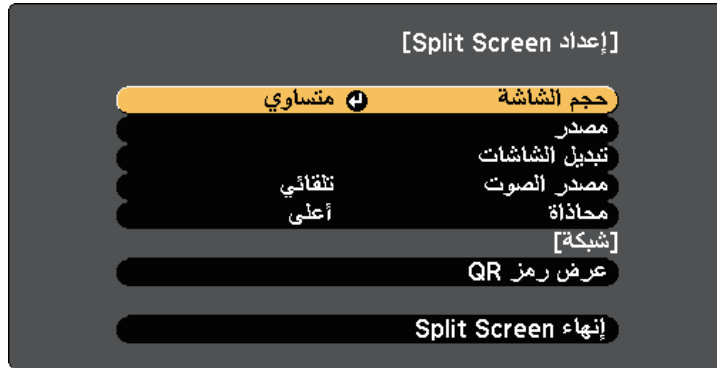 [إعداد Split Screen]
حجم الشاشة متساوي
مصدر
تبديل الشاشات
مصدر الصوت تلقائي
محاذاة أعلى
[شبكة]
عرض رمز QR
إنهاء Split Screen